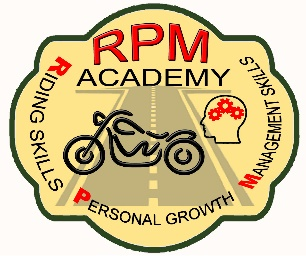 RPM
ACADEMY
RIDING SKILLS
PERSONAL GROWTH
MANAGEMENT SKILLS